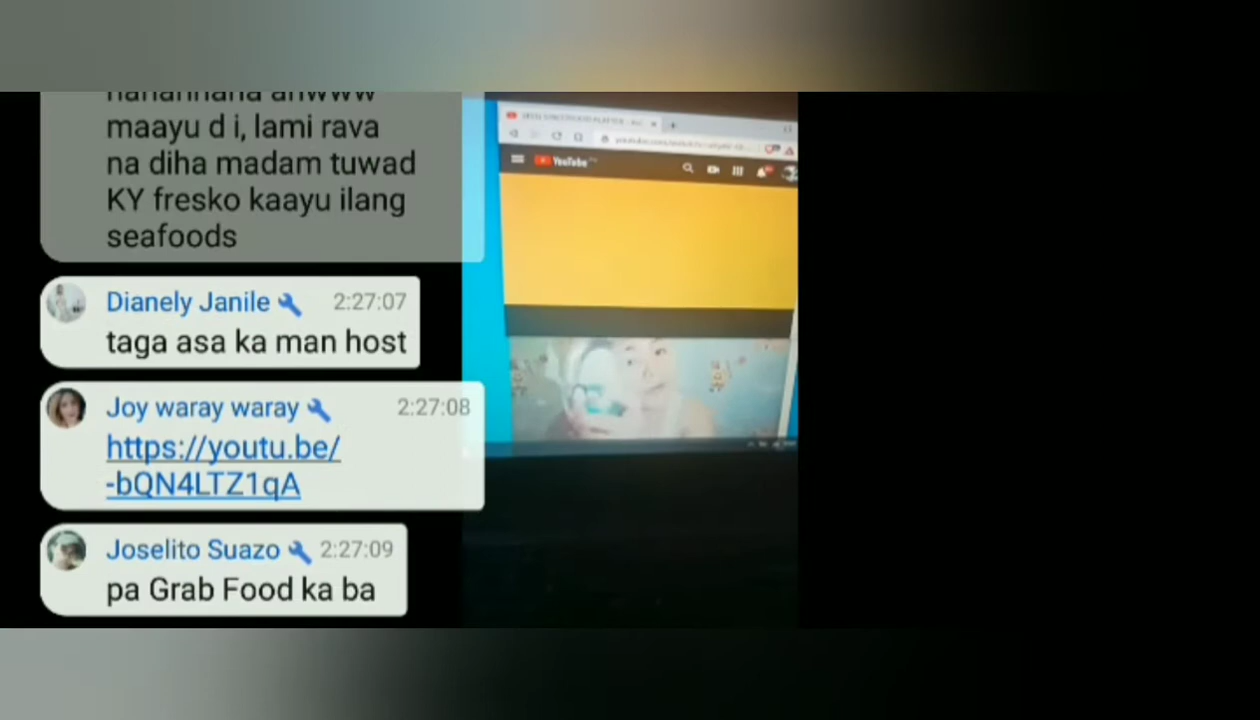 maayu d i, lami rava
na diha madam tuwad
KY fresko kaayu ilang
seafoods
Dianely Janile 2:27:07
taga asa ka man host
Joy waray waray 2:27:08
https://youtu.be/
-bQN4LTZ1qA
Joselito Suazo 2:27:09
pa Grab Food ka ba
YouTube